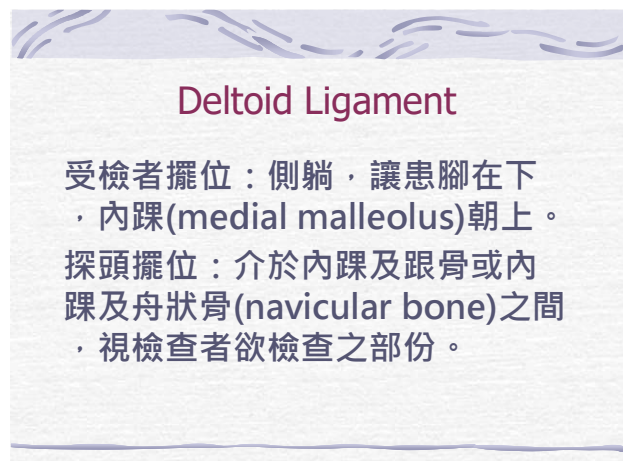 Deltoid Ligament
受檢者擺位：側躺，讓患腳在下
，內踝(medial malleolus)朝上。
探頭擺位：介於內踝及跟骨或內
踝及舟狀骨(navicular bone)之間
，視檢查者欲檢查之部份。